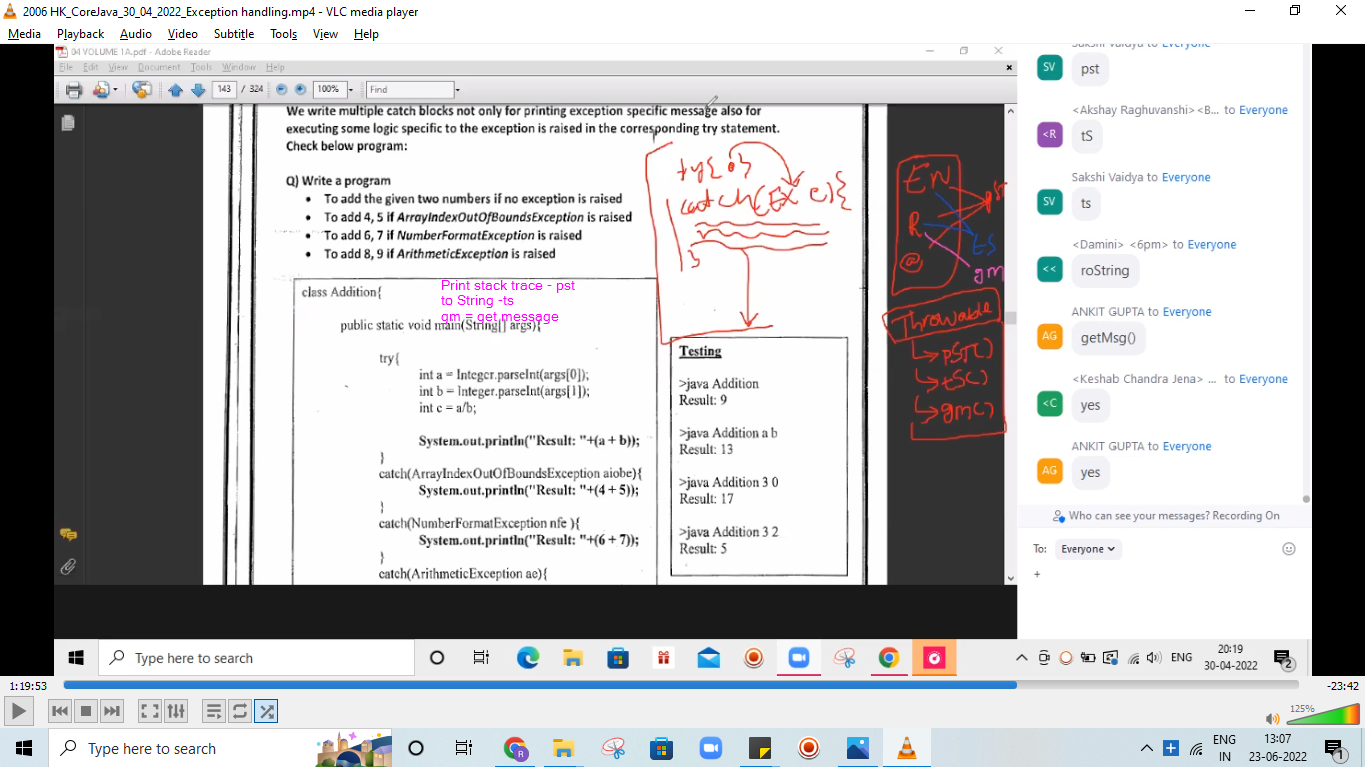 2006 HK_CoreJava_30_04_2022_Exception handling.mp4 - VLC media player
Media Playback Audio Video Subtitle Tools View Help
04 VOLUME 1A.pdf - Adobe Reader
File Edit View Document Tools Window Help
143 / 324 100% Find
We write multiple catch blocks not only for printing exception specific message also for
executing some logic specific to the exception is raised in the corresponding try statement.
Check below program:
Q) Write a program
• To add the given two numbers if no exception is raised
• To add 4, 5 if ArrayIndexOutOfBoundsException is raised
• To add 6, 7 if NumberFormatException is raised
• To add 8, 9 if ArithmeticException is raised
try{
catch(Ex e){
}
Print stack trace - pst
to String -ts
gm = get message
class Addition{
public static void main(String[] args){
try{
int a = Integer.parseInt(args[0]);
int b = Integer.parseInt(args[1]);
int c = a/b;
System.out.println("Result: "+(a + b));
}
catch(ArrayIndexOutOfBoundsException aiobe){
System.out.println("Result: "+(4 + 5));
}
catch(NumberFormatException nfe ){
System.out.println("Result: "+(6 + 7));
}
catch(ArithmeticException ae){
Testing
>java Addition
Result: 9
>java Addition a b
Result: 13
>java Addition 3 0
Result: 17
>java Addition 3 2
Result: 5
EN
R
@
pst
ts
gm
Throwable
pST()
tS()
gm()
Sakshi Vaidya to Everyone
SV pst
<Akshay Raghuvanshi> <B... to Everyone
<R tS
Sakshi Vaidya to Everyone
SV ts
<Damini> <6pm> to Everyone
<< roString
ANKIT GUPTA to Everyone
AG getMsg()
<Keshab Chandra Jena> ... to Everyone
<C yes
ANKIT GUPTA to Everyone
AG yes
Who can see your messages? Recording On
To: Everyone
+
Type here to search
ENG
20:19
30-04-2022
2
1:19:53
-23:42
125%
Type here to search
ENG
IN
13:07
23-06-2022
1